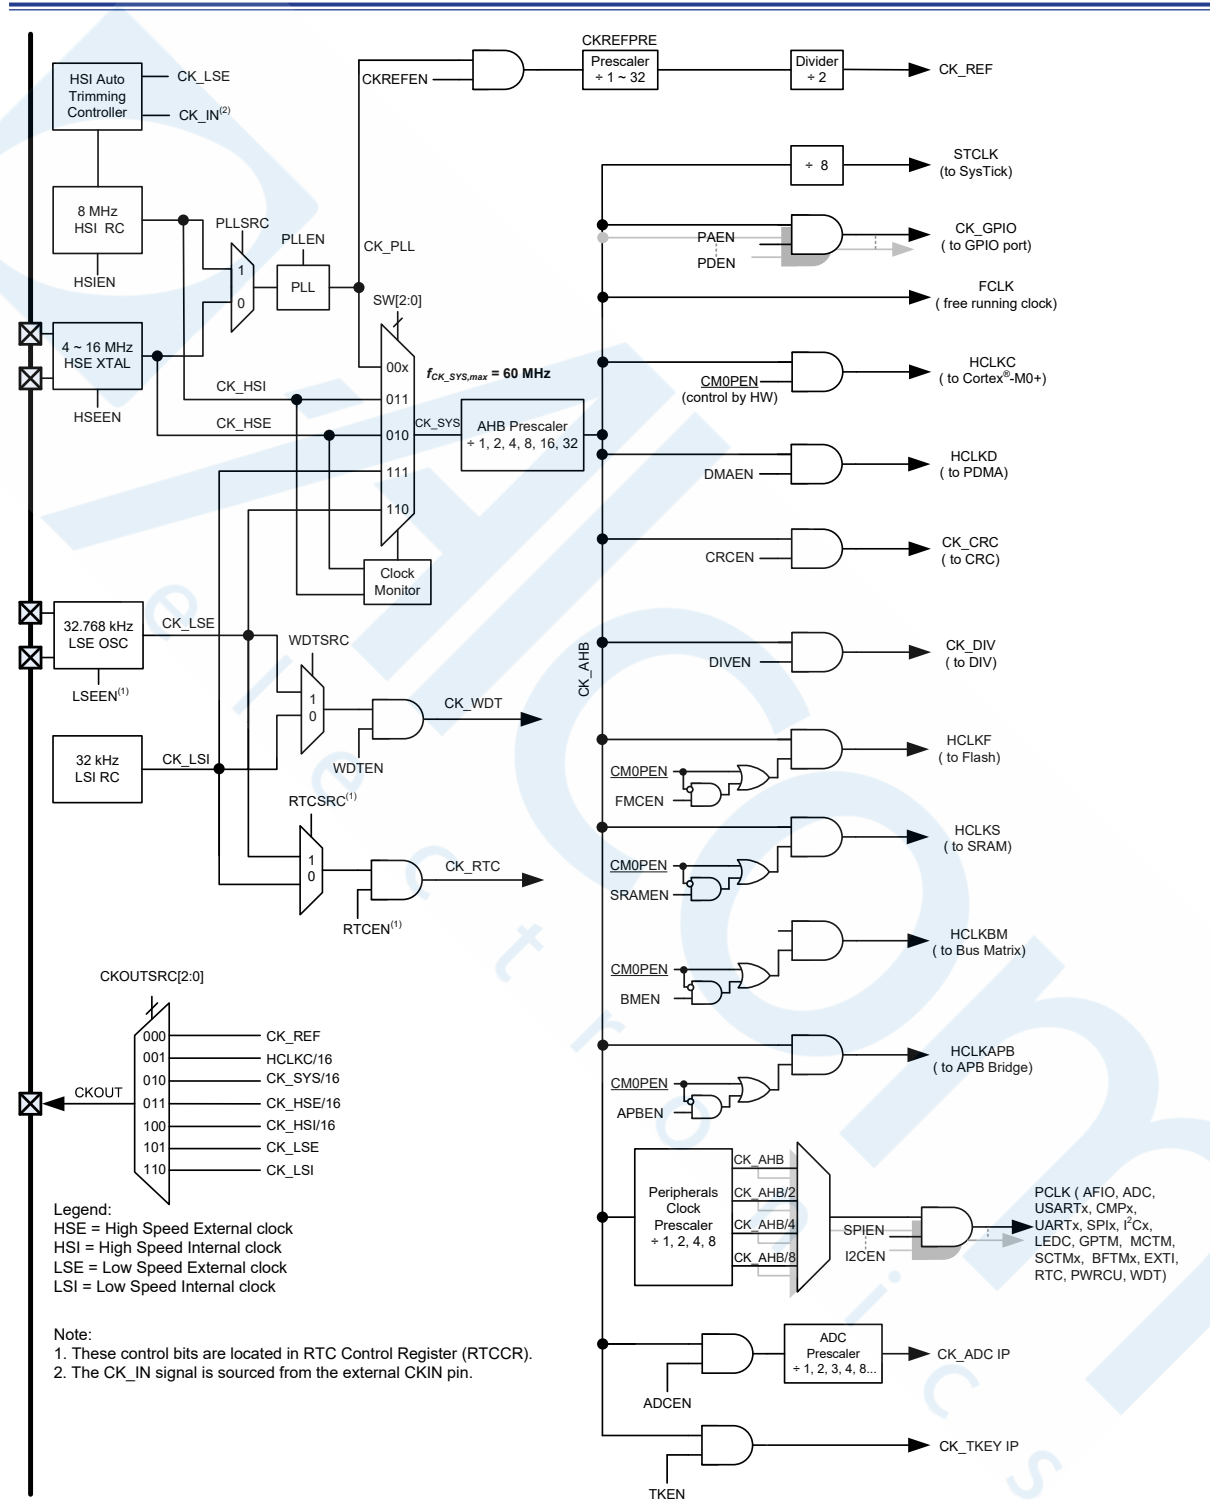 CKREFPRE
HSI Auto
Trimming
Controller
CK_LSE
CK_IN(2)
CKREFEN
Prescaler
÷ 1 ~ 32
Divider
÷ 2
CK_REF
÷ 8
STCLK
(to SysTick)
8 MHz
HSI RC
HSIEN
PLLSRC
1
0
PLLEN
PLL
CK_PLL
PAEN
PDEN
CK_GPIO
( to GPIO port)
FCLK
( free running clock)
SW[2:0]
4 ~ 16 MHz
HSE XTAL
HSEEN
CK_HSI
CK_HSE
00x
011
010
111
110
fCK_SYS,max = 60 MHz
CK_SYS
AHB Prescaler
÷ 1, 2, 4, 8, 16, 32
CM0PEN
(control by HW)
HCLKC
( to Cortex®-M0+)
DMAEN
HCLKD
( to PDMA)
CRCEN
CK_CRC
( to CRC)
Clock
Monitor
32.768 kHz
LSE OSC
LSEEN(1)
CK_LSE
WDTSRC
1
0
CK_WDT
WDTEN
CK_AHB
DIVEN
CK_DIV
( to DIV)
32 kHz
LSI RC
CK_LSI
RTCSRC(1)
1
0
CK_RTC
RTCEN(1)
CM0PEN
FMCEN
HCLKF
( to Flash)
CM0PEN
SRAMEN
HCLKS
( to SRAM)
CM0PEN
BMEN
HCLKBM
( to Bus Matrix)
CM0PEN
APBEN
HCLKAPB
( to APB Bridge)
CKOUTSRC[2:0]
CKOUT
000 CK_REF
001 HCLKC/16
010 CK_SYS/16
011 CK_HSE/16
100 CK_HSI/16
101 CK_LSE
110 CK_LSI
Peripherals
Clock
Prescaler
÷ 1, 2, 4, 8
CK_AHB
CK_AHB/2
CK_AHB/4
CK_AHB/8
SPIEN
I2CEN
PCLK ( AFIO, ADC,
USARTx, CMPx,
UARTx, SPIx, I2Cx,
LEDC, GPTM, MCTM,
SCTMx, BFTMx, EXTI,
RTC, PWRCU, WDT)
Legend:
HSE = High Speed External clock
HSI = High Speed Internal clock
LSE = Low Speed External clock
LSI = Low Speed Internal clock
Note:
1. These control bits are located in RTC Control Register (RTCCR).
2. The CK_IN signal is sourced from the external CKIN pin.
ADCEN
ADC
Prescaler
÷ 1, 2, 3, 4, 8...
CK_ADC IP
TKEN
CK_TKEY IP